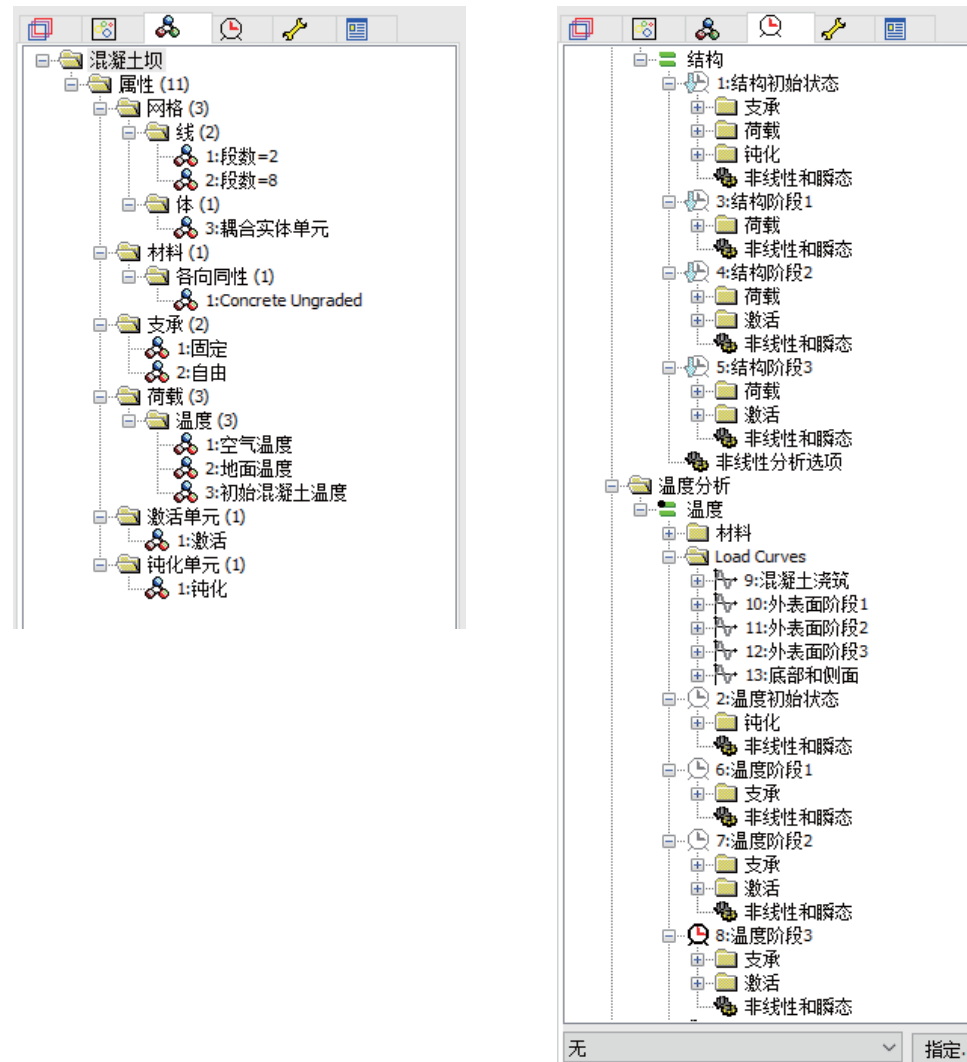 混凝土坝
属性 (11)
网格 (3)
线 (2)
1:段数=2
2:段数=8
体 (1)
3:耦合实体单元
材料 (1)
各向同性 (1)
1:Concrete Ungraded
支承 (2)
1:固定
2:自由
荷载 (3)
温度 (3)
1:空气温度
2:地面温度
3:初始混凝土温度
激活单元 (1)
1:激活
钝化单元 (1)
1:钝化
结构
1:结构初始状态
支承
荷载
钝化
非线性和瞬态
3:结构阶段1
荷载
非线性和瞬态
4:结构阶段2
荷载
激活
非线性和瞬态
5:结构阶段3
荷载
激活
非线性和瞬态
非线性分析选项
温度分析
温度
材料
Load Curves
9:混凝土浇筑
10:外表面阶段1
11:外表面阶段2
12:外表面阶段3
13:底部和侧面
2:温度初始状态
钝化
非线性和瞬态
6:温度阶段1
支承
非线性和瞬态
7:温度阶段2
支承
激活
非线性和瞬态
8:温度阶段3
支承
激活
非线性和瞬态
无
指定.